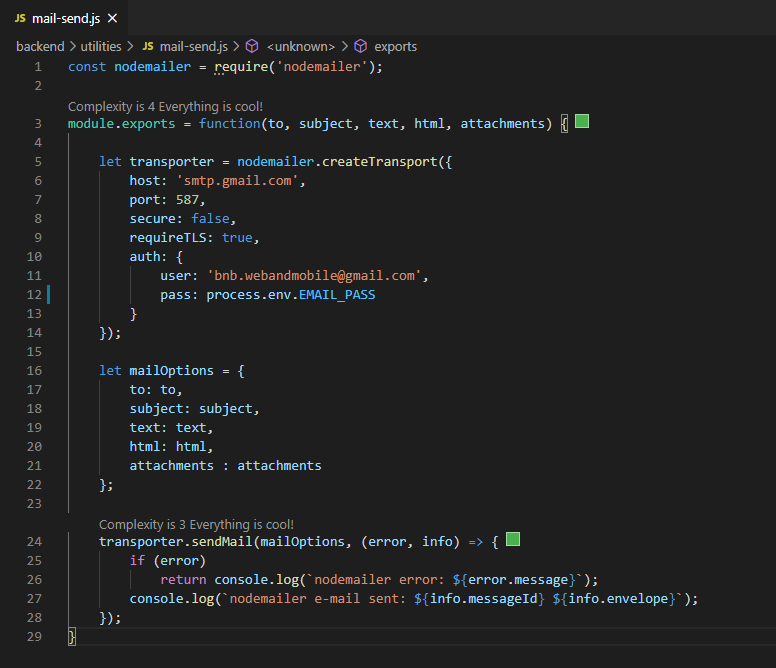 JS mail-send.js ×
backend > utilities > JS mail-send.js > <unknown> > exports
1 const nodemailer = require('nodemailer');
2
Complexity is 4 Everything is cool!
3 module.exports = function(to, subject, text, html, attachments) {
4
5     let transporter = nodemailer.createTransport({
6         host: 'smtp.gmail.com',
7         port: 587,
8         secure: false,
9         requireTLS: true,
10         auth: {
11             user: 'bnb.webandmobile@gmail.com',
12             pass: process.env.EMAIL_PASS
13         }
14     });
15
16     let mailOptions = {
17         to: to,
18         subject: subject,
19         text: text,
20         html: html,
21         attachments : attachments
22     };
23
Complexity is 3 Everything is cool!
24     transporter.sendMail(mailOptions, (error, info) => {
25         if (error)
26             return console.log(`nodemailer error: ${error.message}`);
27         console.log(`nodemailer e-mail sent: ${info.messageId} ${info.envelope}`);
28     });
29 }